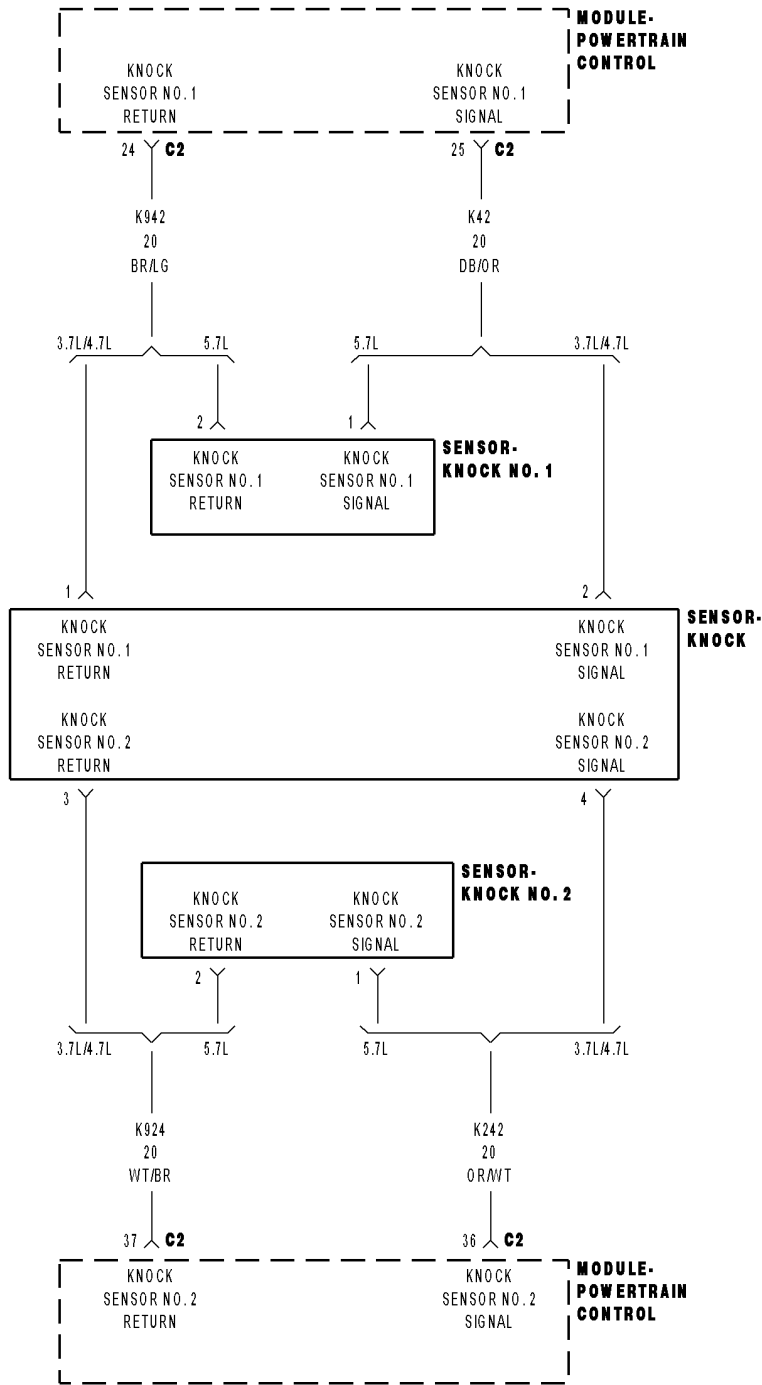 MODULE-
POWERTRAIN
CONTROL
KNOCK
SENSOR NO.1
RETURN
KNOCK
SENSOR NO.1
SIGNAL
24 C2
25 C2
K942
20
BR/LG
K42
20
DB/OR
3.7L/4.7L
5.7L
5.7L
3.7L/4.7L
2
1
SENSOR-
KNOCK NO. 1
KNOCK
SENSOR NO.1
RETURN
KNOCK
SENSOR NO.1
SIGNAL
1
2
SENSOR-
KNOCK
KNOCK
SENSOR NO.1
RETURN
KNOCK
SENSOR NO.1
SIGNAL
KNOCK
SENSOR NO.2
RETURN
KNOCK
SENSOR NO.2
SIGNAL
3
4
SENSOR-
KNOCK NO. 2
KNOCK
SENSOR NO.2
RETURN
KNOCK
SENSOR NO.2
SIGNAL
2
1
3.7L/4.7L
5.7L
5.7L
3.7L/4.7L
K924
20
WT/BR
K242
20
OR/WT
37 C2
36 C2
MODULE-
POWERTRAIN
CONTROL
KNOCK
SENSOR NO.2
RETURN
KNOCK
SENSOR NO.2
SIGNAL